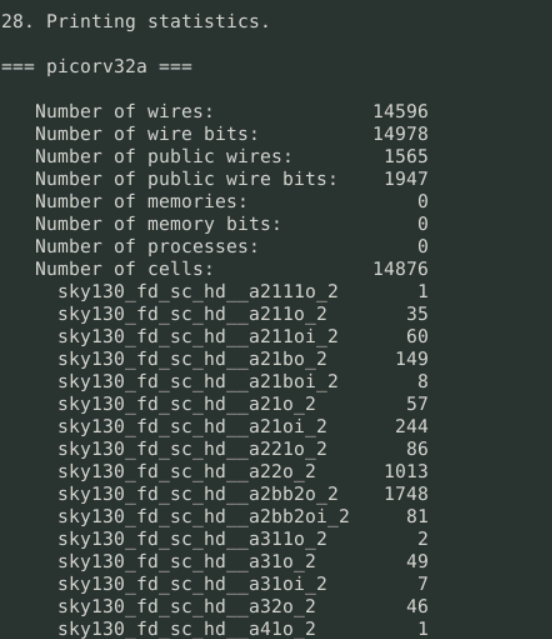 28. Printing statistics.
=== picorv32a ===
Number of wires: 14596
Number of wire bits: 14978
Number of public wires: 1565
Number of public wire bits: 1947
Number of memories: 0
Number of memory bits: 0
Number of processes: 0
Number of cells: 14876
sky130_fd_sc_hd__a2111o_2 1
sky130_fd_sc_hd__a211o_2 35
sky130_fd_sc_hd__a211oi_2 60
sky130_fd_sc_hd__a21bo_2 149
sky130_fd_sc_hd__a21boi_2 8
sky130_fd_sc_hd__a21o_2 57
sky130_fd_sc_hd__a21oi_2 244
sky130_fd_sc_hd__a221o_2 86
sky130_fd_sc_hd__a22o_2 1013
sky130_fd_sc_hd__a2bb2o_2 1748
sky130_fd_sc_hd__a2bb2oi_2 81
sky130_fd_sc_hd__a311o_2 2
sky130_fd_sc_hd__a31o_2 49
sky130_fd_sc_hd__a31oi_2 7
sky130_fd_sc_hd__a32o_2 46
sky130_fd_sc_hd__a41o_2 1